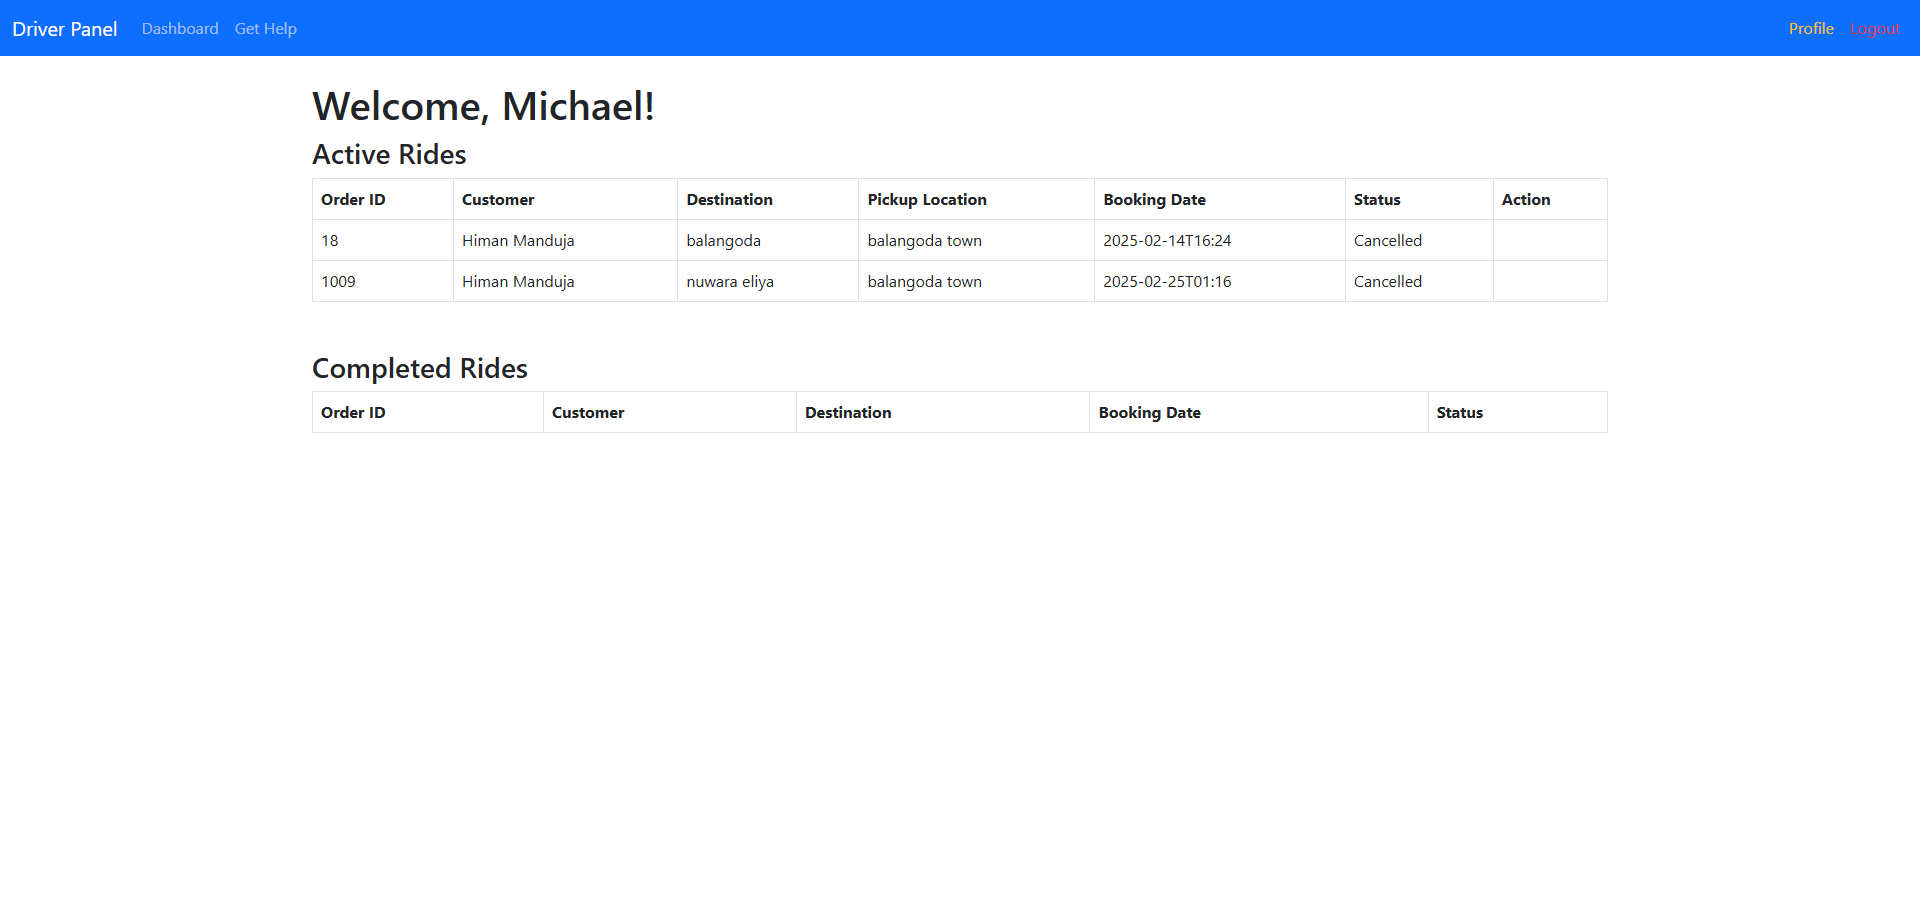 Driver Panel Dashboard Get Help Profile Logout
Welcome, Michael!
Active Rides
Order ID Customer Destination Pickup Location Booking Date Status Action
18 Himan Manduja balangoda balangoda town 2025-02-14T16:24 Cancelled
1009 Himan Manduja nuwara eliya balangoda town 2025-02-25T01:16 Cancelled
Completed Rides
Order ID Customer Destination Booking Date Status